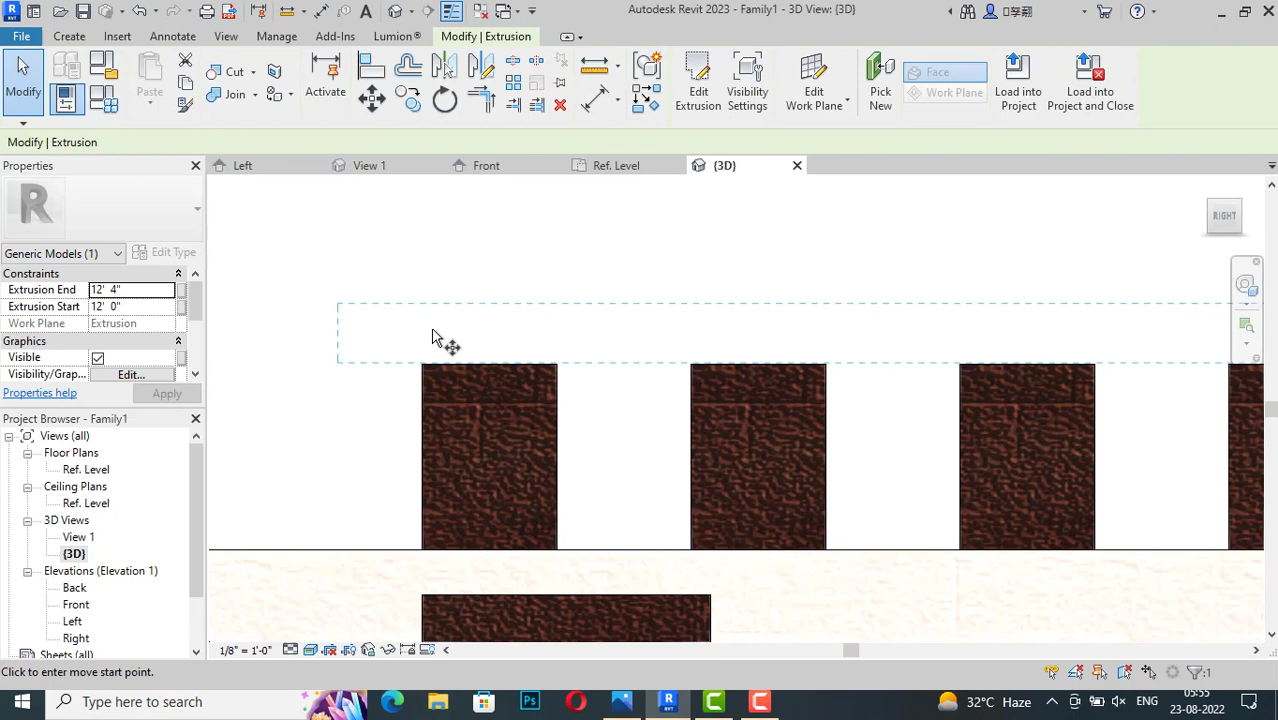 Autodesk Revit 2023 - Family1 - 3D View: {3D}
File Create Insert Annotate View Manage Add-Ins Lumion® Modify | Extrusion
Modify Paste Cut Join Activate Edit Extrusion Visibility Settings Edit Work Plane Pick New Face Work Plane Load into Project Load into Project and Close
Modify | Extrusion
Properties
Left View 1 Front Ref. Level {3D}
RIGHT
Generic Models (1) Edit Type
Constraints
Extrusion End 12' 4"
Extrusion Start 12' 0"
Work Plane Extrusion
Graphics
Visible
Visibility/Grap... Edit...
Properties help Apply
Project Browser - Family1
Views (all)
Floor Plans
Ref. Level
Ceiling Plans
Ref. Level
3D Views
View 1
{3D}
Elevations (Elevation 1)
Back
Front
Left
Right
Sheets (all)
1/8" = 1'-0"
Click to enter move start point.
:1
Type here to search
32°C Haze
ENG
05:55
23-08-2022